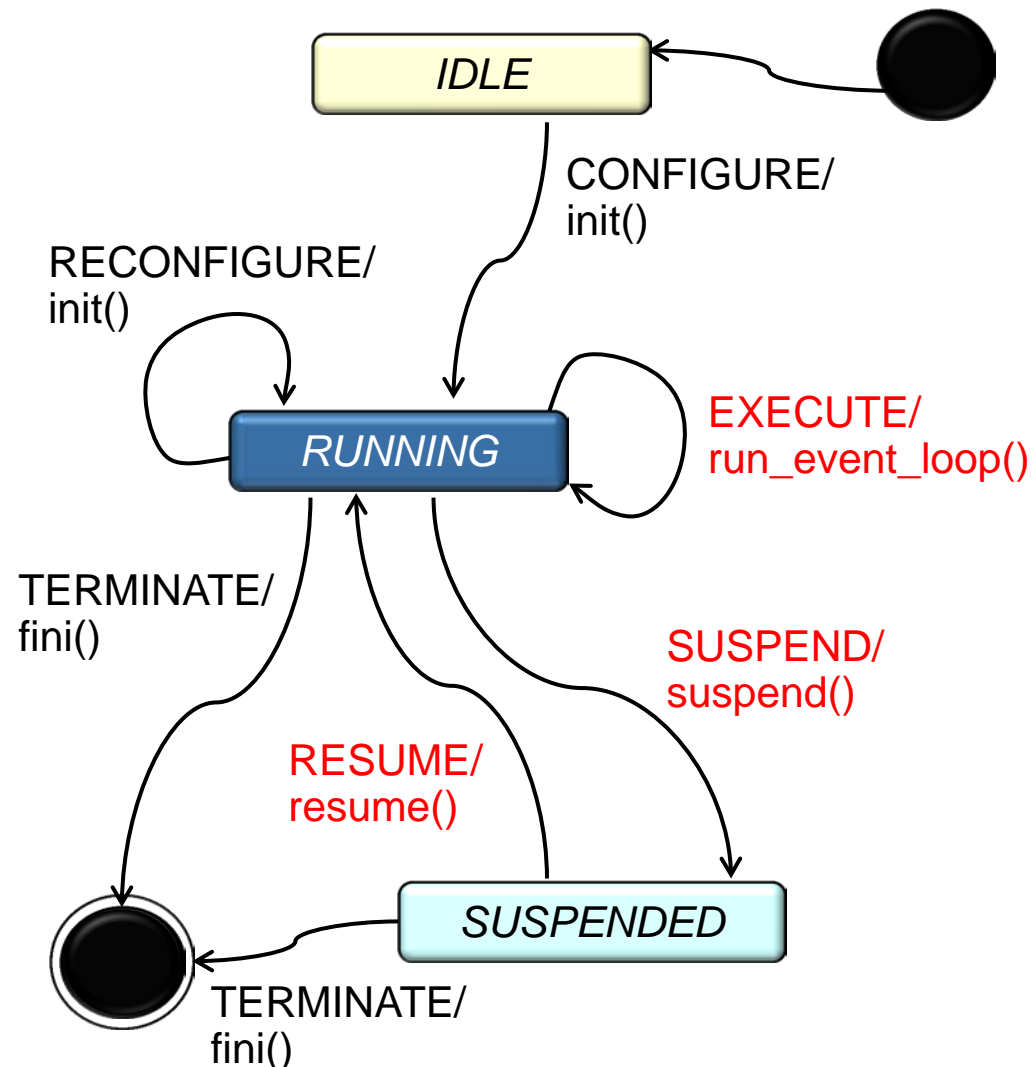 IDLE
CONFIGURE/
init()
RECONFIGURE/
init()
EXECUTE/
run_event_loop()
RUNNING
TERMINATE/
fini()
SUSPEND/
suspend()
RESUME/
resume()
SUSPENDED
TERMINATE/
fini()